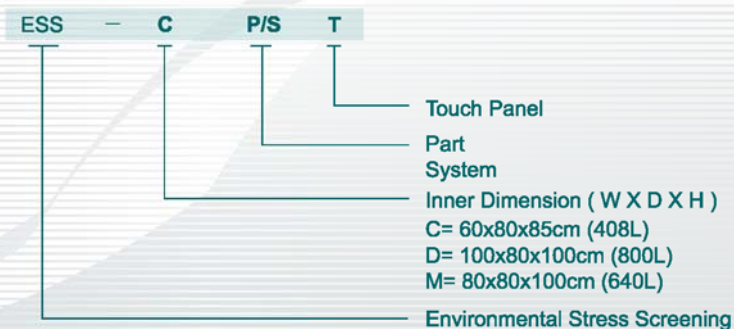 ESS — C P/S T
Touch Panel
Part
System
Inner Dimension ( W X D X H )
C= 60x80x85cm (408L)
D= 100x80x100cm (800L)
M= 80x80x100cm (640L)
Environmental Stress Screening